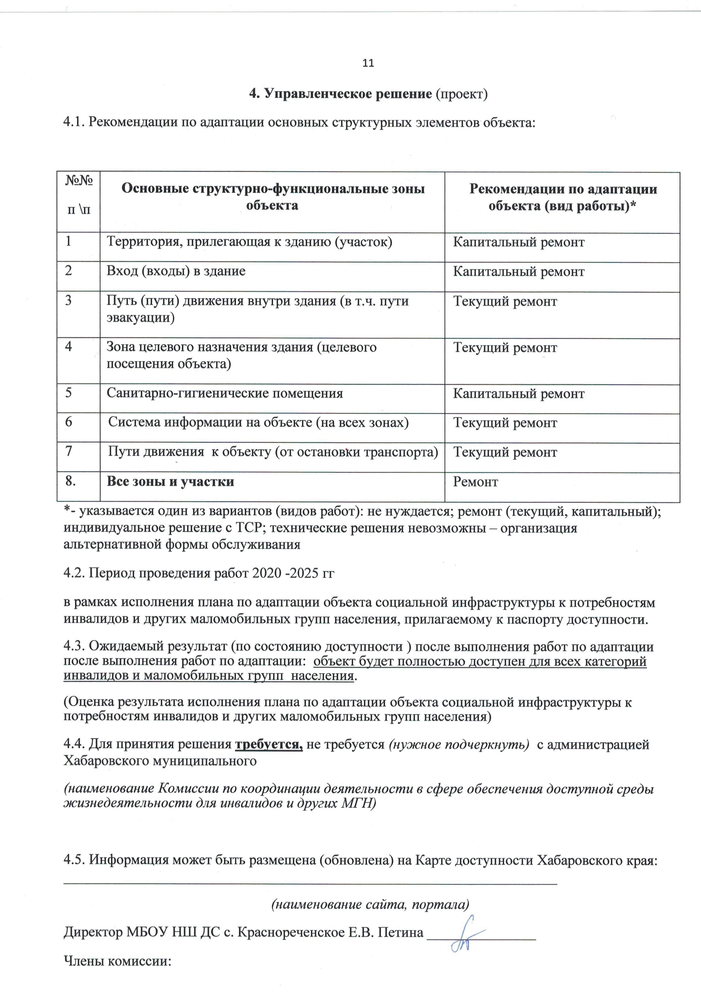 11
4. Управленческое решение (проект)
4.1. Рекомендации по адаптации основных структурных элементов объекта:
№№
п \п
Основные структурно-функциональные зоны
объекта
Рекомендации по адаптации
объекта (вид работы)*
1 Территория, прилегающая к зданию (участок) Капитальный ремонт
2 Вход (входы) в здание Капитальный ремонт
3 Путь (пути) движения внутри здания (в т.ч. пути Текущий ремонт
эвакуации)
4 Зона целевого назначения здания (целевого Текущий ремонт
посещения объекта)
5 Санитарно-гигиенические помещения Капитальный ремонт
6 Система информации на объекте (на всех зонах) Текущий ремонт
7 Пути движения к объекту (от остановки транспорта) Текущий ремонт
8. Все зоны и участки Ремонт
*- указывается один из вариантов (видов работ): не нуждается; ремонт (текущий, капитальный);
индивидуальное решение с ТСР; технические решения невозможны – организация
альтернативной формы обслуживания
4.2. Период проведения работ 2020 -2025 гг
в рамках исполнения плана по адаптации объекта социальной инфраструктуры к потребностям
инвалидов и других маломобильных групп населения, прилагаемому к паспорту доступности.
4.3. Ожидаемый результат (по состоянию доступности ) после выполнения работ по адаптации
после выполнения работ по адаптации: объект будет полностью доступен для всех категорий
инвалидов и маломобильных групп населения.
(Оценка результата исполнения плана по адаптации объекта социальной инфраструктуры к
потребностям инвалидов и других маломобильных групп населения)
4.4. Для принятия решения требуется, не требуется (нужное подчеркнуть) с администрацией
Хабаровского муниципального
(наименование Комиссии по координации деятельности в сфере обеспечения доступной среды
жизнедеятельности для инвалидов и других МГН)
4.5. Информация может быть размещена (обновлена) на Карте доступности Хабаровского края:
(наименование сайта, портала)
Директор МБОУ НШ ДС с. Краснореченское Е.В. Петина
Члены комиссии: